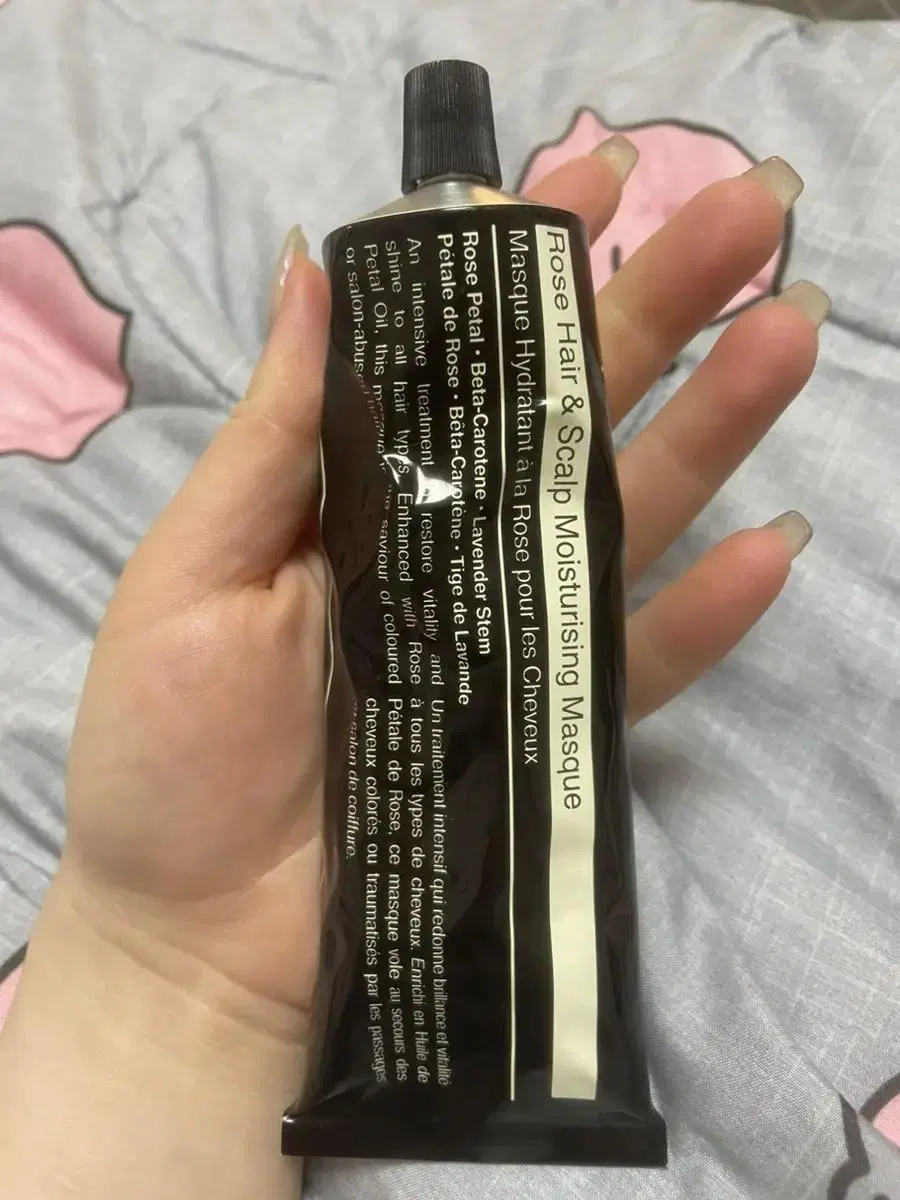 Rose Hair & Scalp Moisturising Masque
Masque Hydratant à la Rose pour les Cheveux
Rose Petal • Beta-Carotene • Lavender Stem
Pétale de Rose • Bêta-Carotène • Tige de Lavande
An intensive treatment restore vitality and
shine to all hair types. Enhanced with Rose
Petal Oil, this saviour of coloured
or salon-abused
Un traitement intensif qui redonne brillance et vitalité
à tous les types de cheveux. Enrichi en Huile de
Pétale de Rose, ce masque vole au secours des
cheveux colorés ou traumatisés par les passages
salon de coiffure.